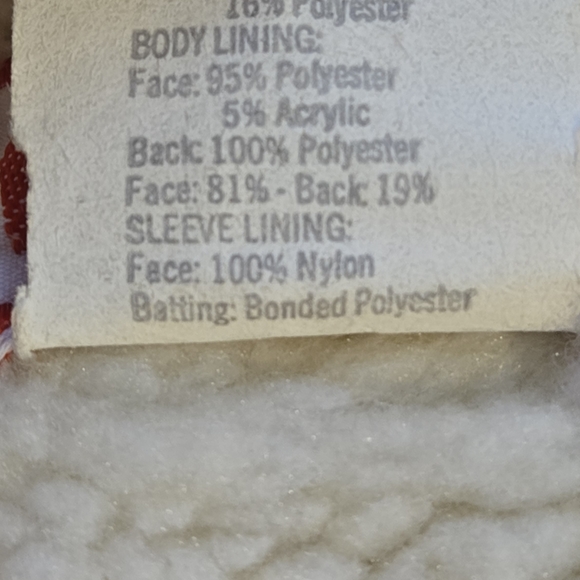 16% Polyester
BODY LINING:
Face: 95% Polyester
5% Acrylic
Back: 100% Polyester
Face: 81% - Back: 19%
SLEEVE LINING:
Face: 100% Nylon
Batting: Bonded Polyester